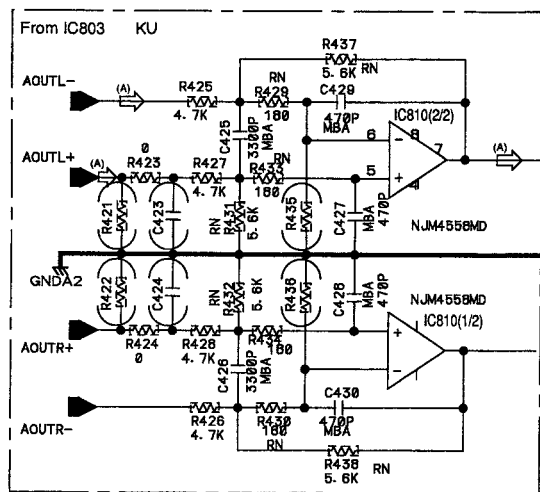 From IC803 KU
R437
5.6K RN
AOUTL-
(A)
R425
4.7K
RN
R429
180
C429
470P
MBA
IC810(2/2)
C425
3300P
MBA
6
8
7
(A)
AOUTL+
(A)
0
R423
R427
4.7K
RN
R433
180
5
4
R421
C423
RN
R431
5.6K
R435
C427
MBA
470P
NJM4558MD
GNDA2
R422
C424
RN
R432
5.6K
R436
C428
MBA
470P
NJM4558MD
IC810(1/2)
AOUTR+
R424
0
R428
4.7K
R434
180
C426
3300P
MBA
AOUTR-
R426
4.7K
R430
180
RN
C430
470P
MBA
R438 RN
5.6K